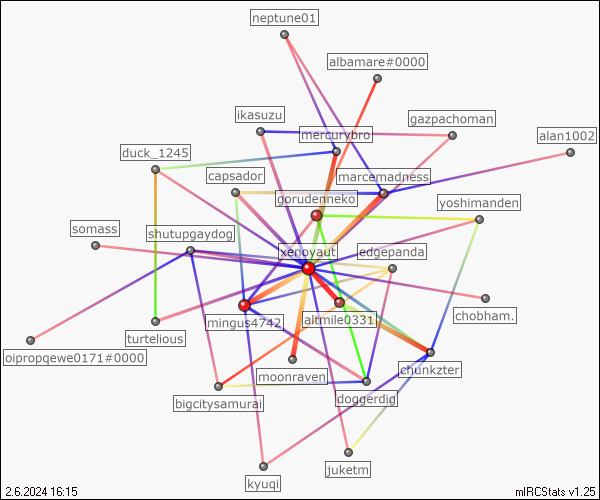 neptune01
albamare#0000
ikasuzu
gazpachoman
mercurybro
alan1002
duck_1245
capsador
marcemadness
gorudenneko
yoshimanden
somass
shutupgaydog
xenoyaut
edgepanda
chobham.
mingus4742
altmile0331
turtelious
oipropqewe0171#0000
moonraven
chunkzter
bigcitysamurai
doggerdig
juketm
kyuqi
2.6.2024 16:15
mIRCStats v1.25